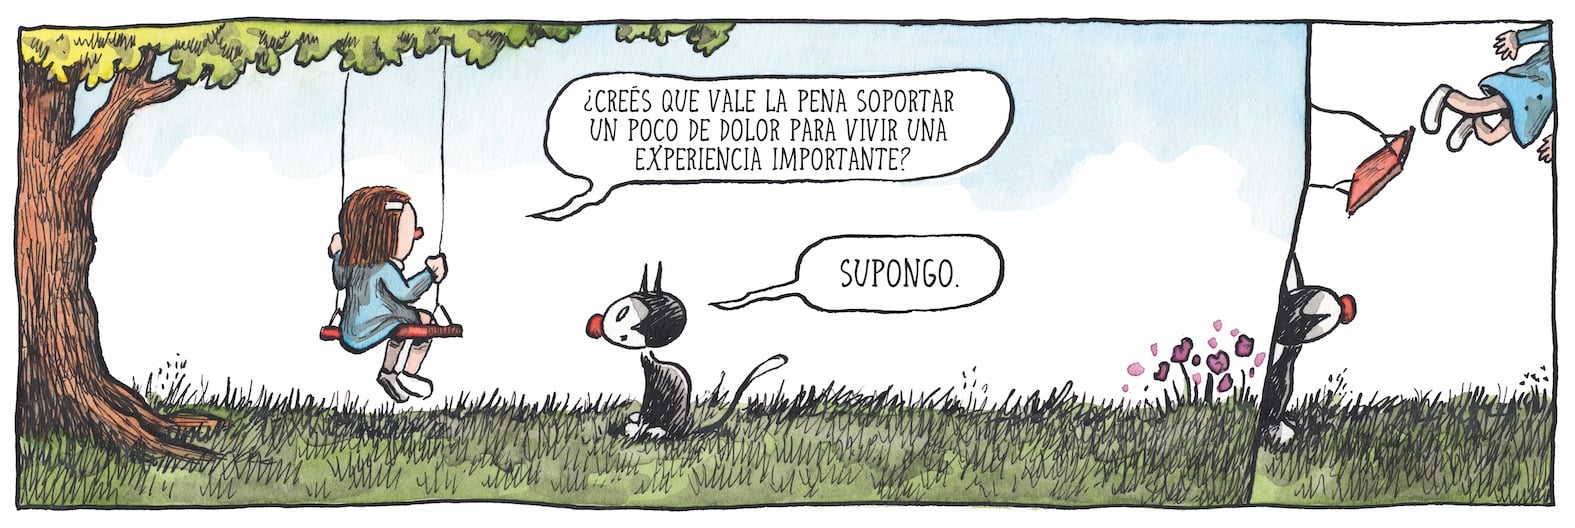 ¿CREÉS QUE VALE LA PENA SOPORTAR
UN POCO DE DOLOR PARA VIVIR UNA
EXPERIENCIA IMPORTANTE?
SUPONGO.